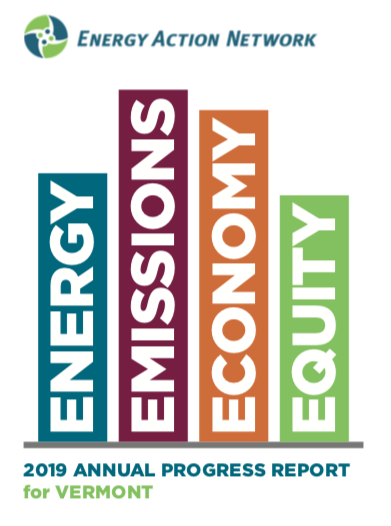 ENERGY ACTION NETWORK
ENERGY
EMISSIONS
ECONOMY
EQUITY
2019 ANNUAL PROGRESS REPORT
for VERMONT